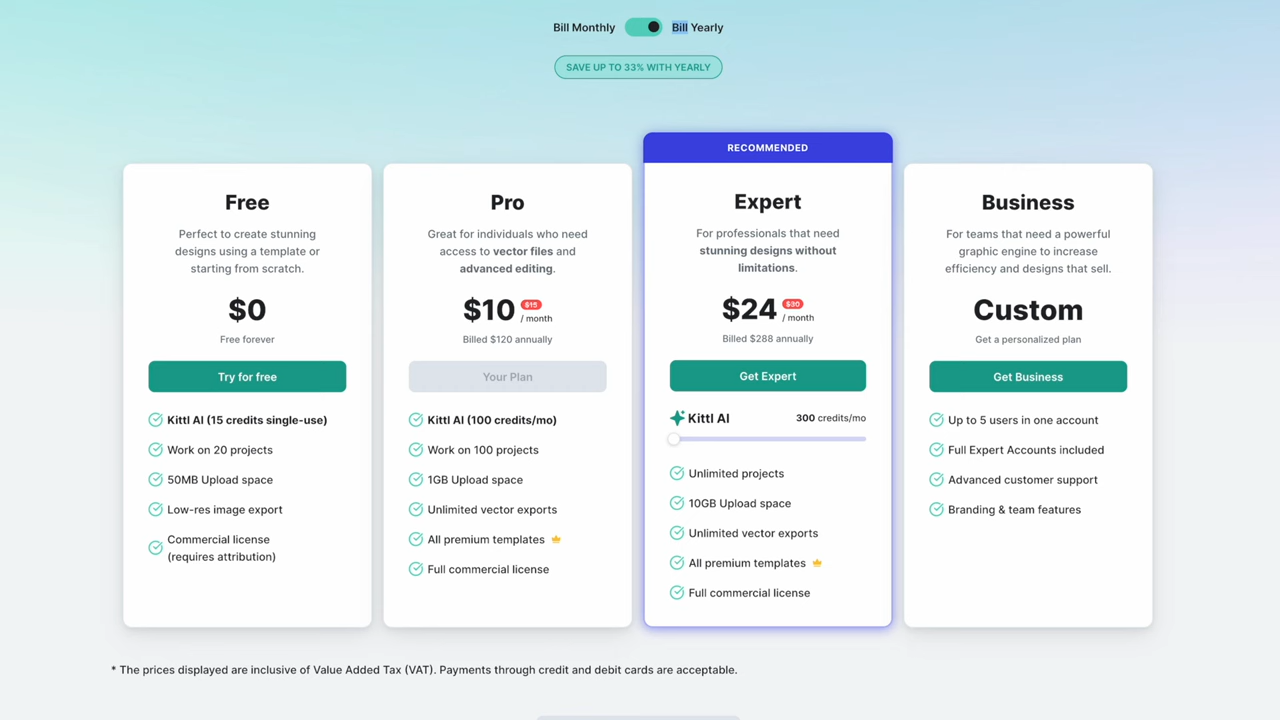 Bill Monthly Bill Yearly
SAVE UP TO 33% WITH YEARLY
Free
Perfect to create stunning
designs using a template or
starting from scratch.
$0
Free forever
Try for free
Kittl AI (15 credits single-use)
Work on 20 projects
50MB Upload space
Low-res image export
Commercial license
(requires attribution)
Pro
Great for individuals who need
access to vector files and
advanced editing.
$10 $15
/ month
Billed $120 annually
Your Plan
Kittl AI (100 credits/mo)
Work on 100 projects
1GB Upload space
Unlimited vector exports
All premium templates
Full commercial license
RECOMMENDED
Expert
For professionals that need
stunning designs without
limitations.
$24 $30
/ month
Billed $288 annually
Get Expert
Kittl AI 300 credits/mo
Unlimited projects
10GB Upload space
Unlimited vector exports
All premium templates
Full commercial license
Business
For teams that need a powerful
graphic engine to increase
efficiency and designs that sell.
Custom
Get a personalized plan
Get Business
Up to 5 users in one account
Full Expert Accounts included
Advanced customer support
Branding & team features
* The prices displayed are inclusive of Value Added Tax (VAT). Payments through credit and debit cards are acceptable.